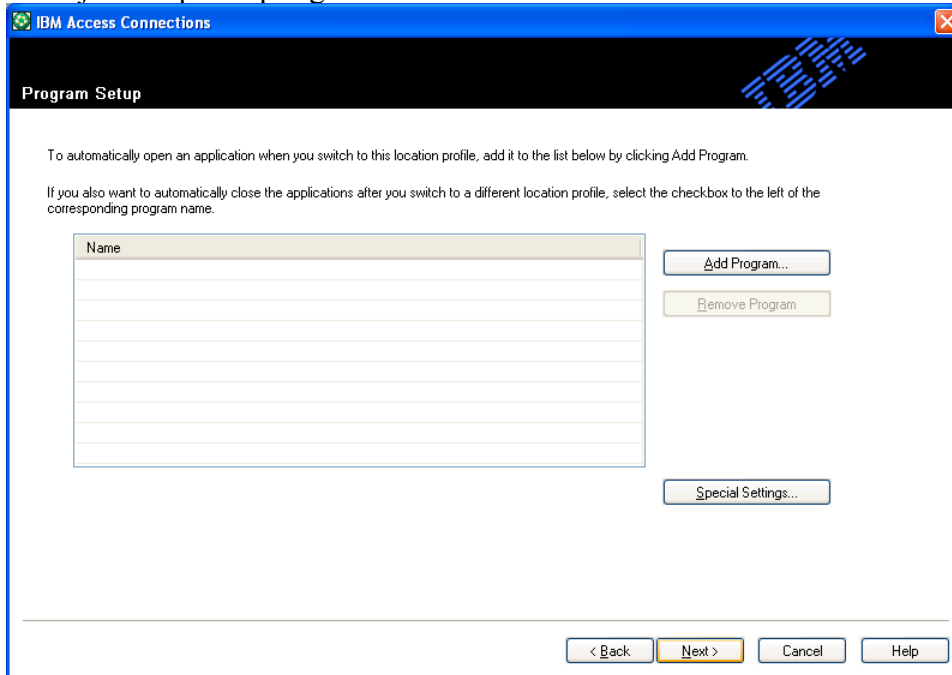 IBM Access Connections
IBM
Program Setup
To automatically open an application when you switch to this location profile, add it to the list below by clicking Add Program.
If you also want to automatically close the applications after you switch to a different location profile, select the checkbox to the left of the
corresponding program name.
Name
Add Program...
Remove Program
Special Settings...
< Back Next > Cancel Help